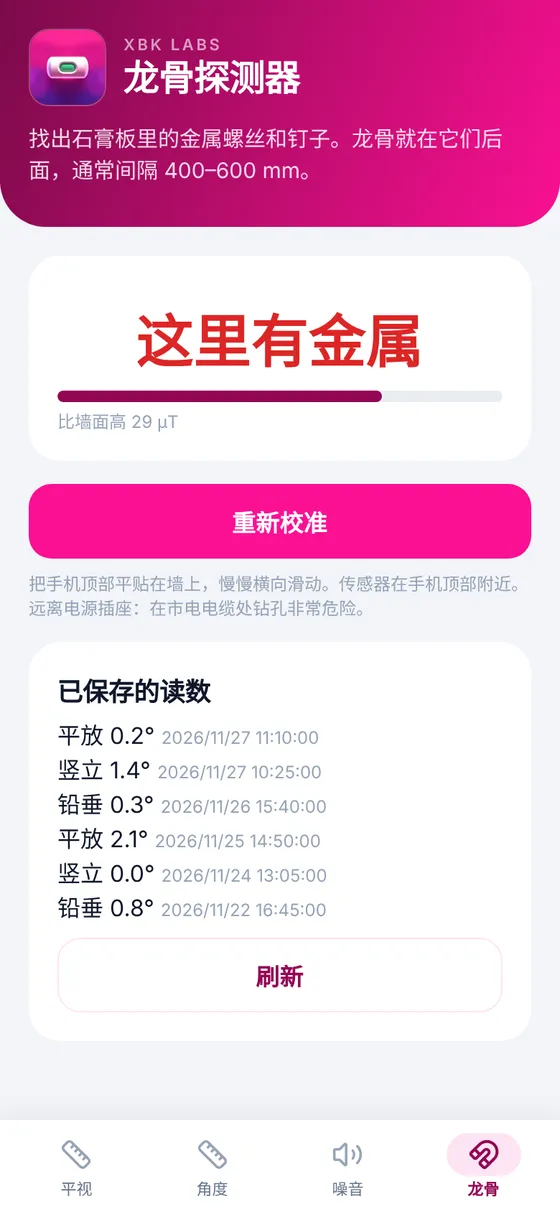 XBK LABS
龙骨探测器
找出石膏板里的金属螺丝和钉子。龙骨就在它们后
面，通常间隔 400–600 mm。
这里有金属
比墙面高 29 µT
重新校准
把手机顶部平贴在墙上，慢慢横向滑动。传感器在手机顶部附近。
远离电源插座：在市电电缆处钻孔非常危险。
已保存的读数
平放 0.2° 2026/11/27 11:10:00
竖立 1.4° 2026/11/27 10:25:00
铅垂 0.3° 2026/11/26 15:40:00
平放 2.1° 2026/11/25 14:50:00
竖立 0.0° 2026/11/24 13:05:00
铅垂 0.8° 2026/11/22 16:45:00
刷新
平视
角度
噪音
龙骨